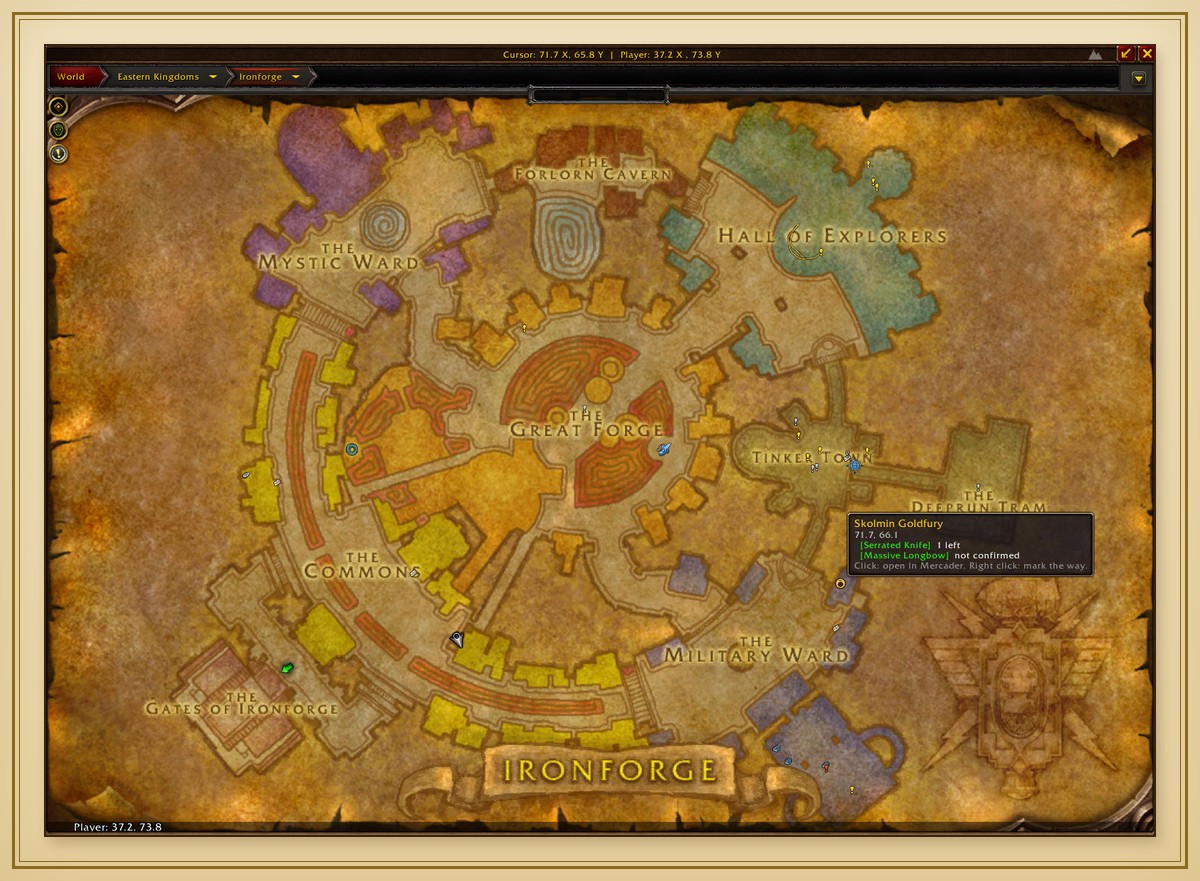 Cursor: 71.7 X, 65.8 Y | Player: 37.2 X , 73.8 Y
World
Eastern Kingdoms
Ironforge
THE
FORLORN CAVERN
HALL OF EXPLORERS
THE
MYSTIC WARD
THE
GREAT FORGE
TINKER TOWN
THE
DEEPRUN TRAM
Skolmin Goldfury
71.7, 66.1
[Serrated Knife] 1 left
[Massive Longbow] not confirmed
Click: open in Mercader. Right click: mark the way.
THE
COMMONS
THE
MILITARY WARD
THE
GATES OF IRONFORGE
IRONFORGE
Player: 37.2, 73.8